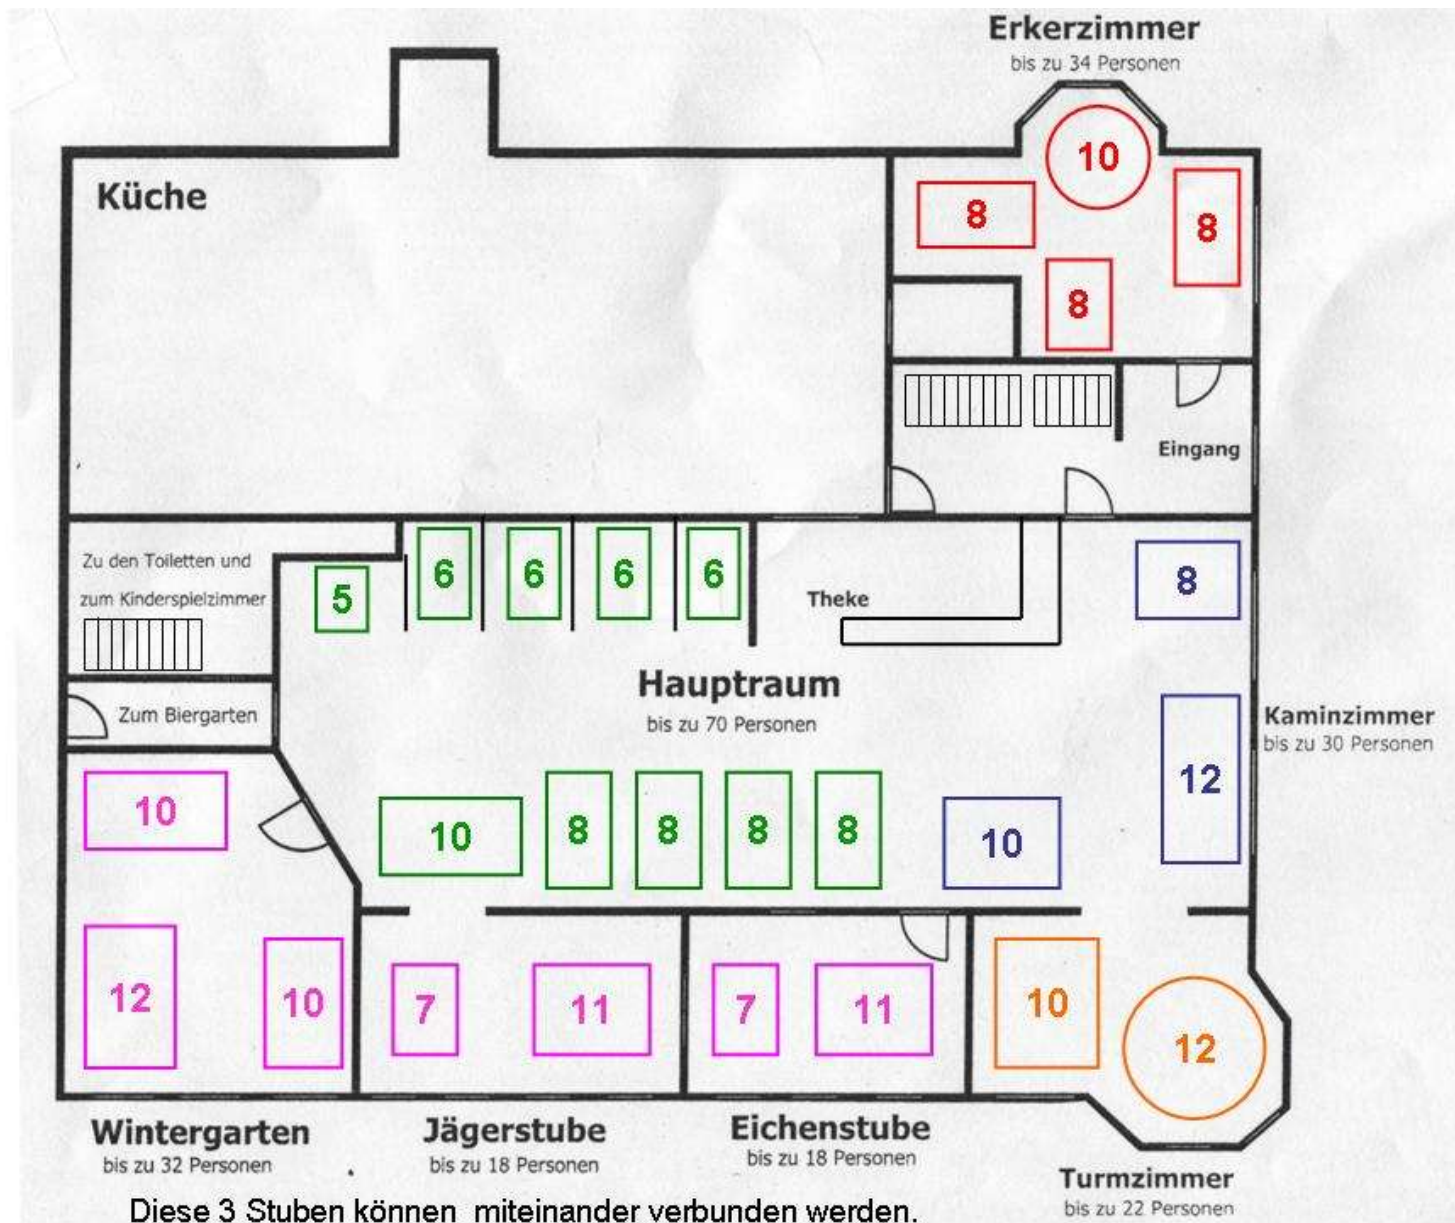 Erkerzimmer
bis zu 34 Personen
10
Küche
8
8
8
Eingang
Zu den Toiletten und
zum Kinderspielzimmer
5
6
6
6
6
Theke
8
Hauptraum
bis zu 70 Personen
Zum Biergarten
Kaminzimmer
bis zu 30 Personen
12
10
10
8
8
8
8
10
12
10
7
11
7
11
10
12
Wintergarten
bis zu 32 Personen
Jägerstube
bis zu 18 Personen
Eichenstube
bis zu 18 Personen
Turmzimmer
bis zu 22 Personen
Diese 3 Stuben können miteinander verbunden werden.